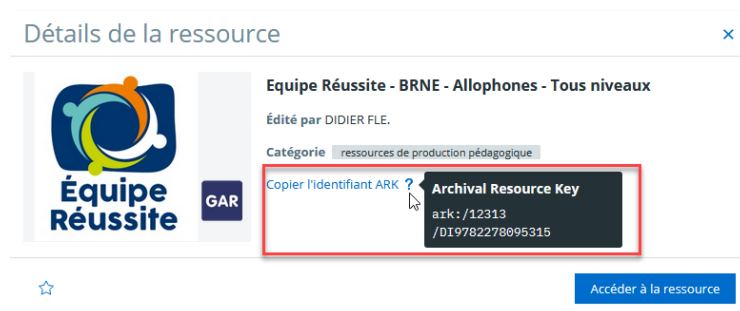 Détails de la ressource
Equipe Réussite - BRNE - Allophones - Tous niveaux
Édité par DIDIER FLE.
Catégorie ressources de production pédagogique
Copier l'identifiant ARK ?
Archival Resource Key
ark:/12313
/DI9782278095315
Équipe
Réussite
GAR
Accéder à la ressource